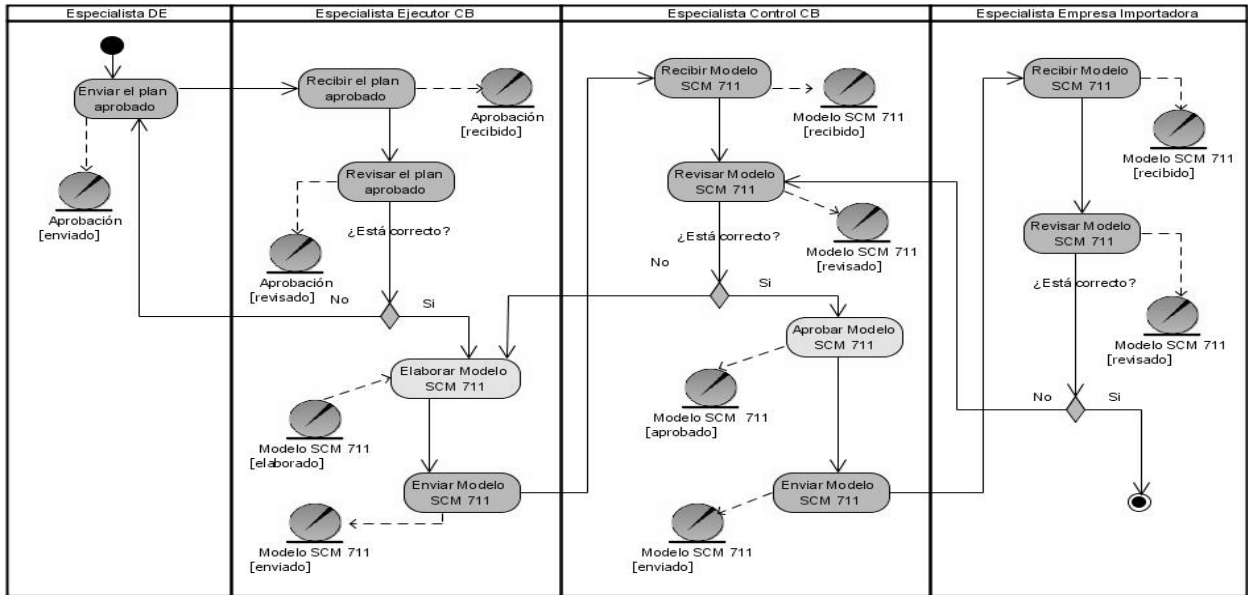 Especialista DE
Especialista Ejecutor CB
Especialista Control CB
Especialista Empresa Importadora
Enviar el plan
aprobado
Aprobación
[enviado]
Recibir el plan
aprobado
Aprobación
[recibido]
Revisar el plan
aprobado
Aprobación
[revisado]
¿Está correcto?
No
Si
Elaborar Modelo
SCM 711
Modelo SCM 711
[elaborado]
Enviar Modelo
SCM 711
Modelo SCM 711
[enviado]
Recibir Modelo
SCM 711
Modelo SCM 711
[recibido]
Revisar Modelo
SCM 711
Modelo SCM 711
[revisado]
¿Está correcto?
No
Si
Aprobar Modelo
SCM 711
Modelo SCM 711
[aprobado]
Enviar Modelo
SCM 711
Modelo SCM 711
[enviado]
Recibir Modelo
SCM 711
Modelo SCM 711
[recibido]
Revisar Modelo
SCM 711
¿Está correcto?
Modelo SCM 711
[revisado]
No
Si